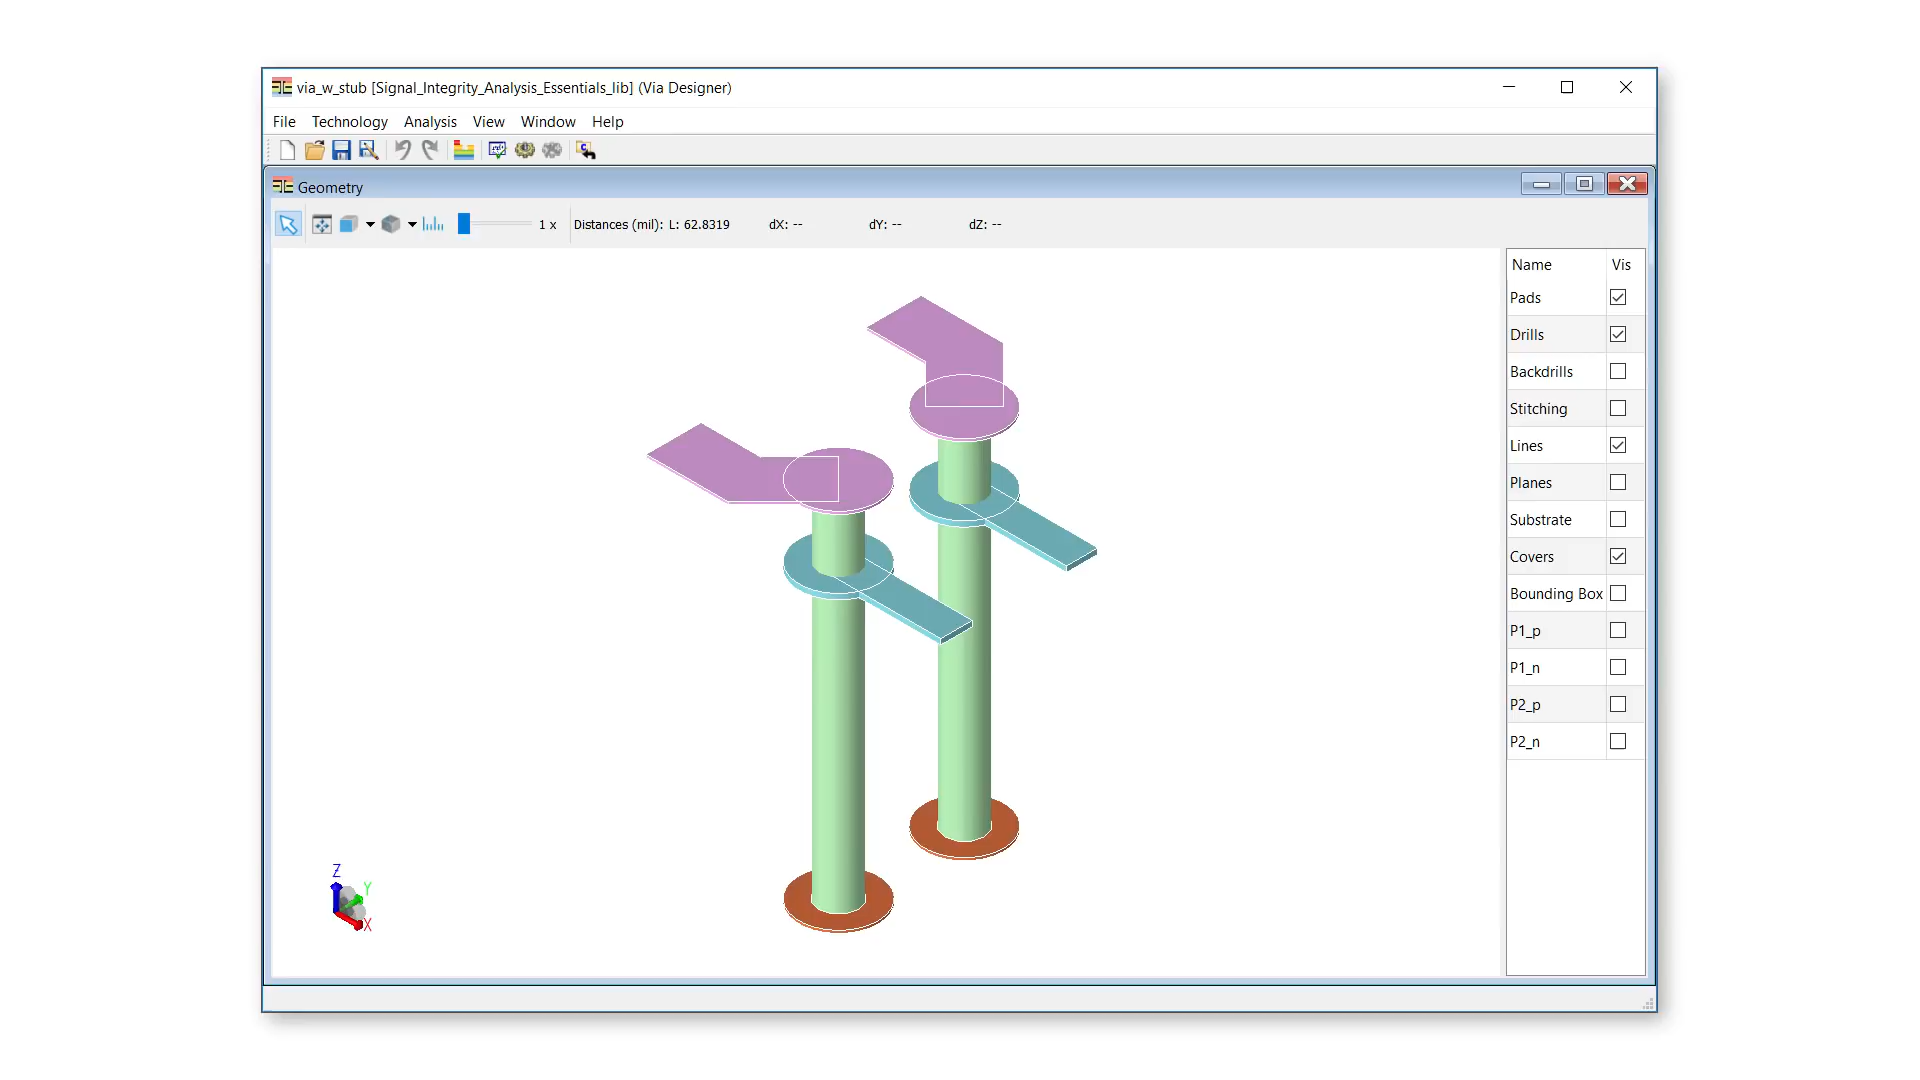 via_w_stub [Signal_Integrity_Analysis_Essentials_lib] (Via Designer)
File Technology Analysis View Window Help
Geometry
1 x Distances (mil): L: 62.8319 dX: -- dY: -- dZ: --
Name Vis
Pads
Drills
Backdrills
Stitching
Lines
Planes
Substrate
Covers
Bounding Box
P1_p
P1_n
P2_p
P2_n
Z
Y
X